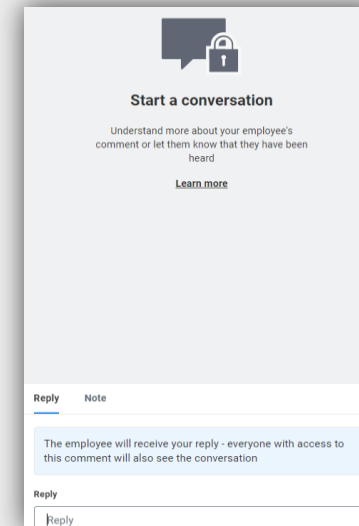 Start a conversation
Understand more about your employee's
comment or let them know that they have been
heard
Learn more
Reply Note
The employee will receive your reply - everyone with access to
this comment will also see the conversation
Reply
Reply